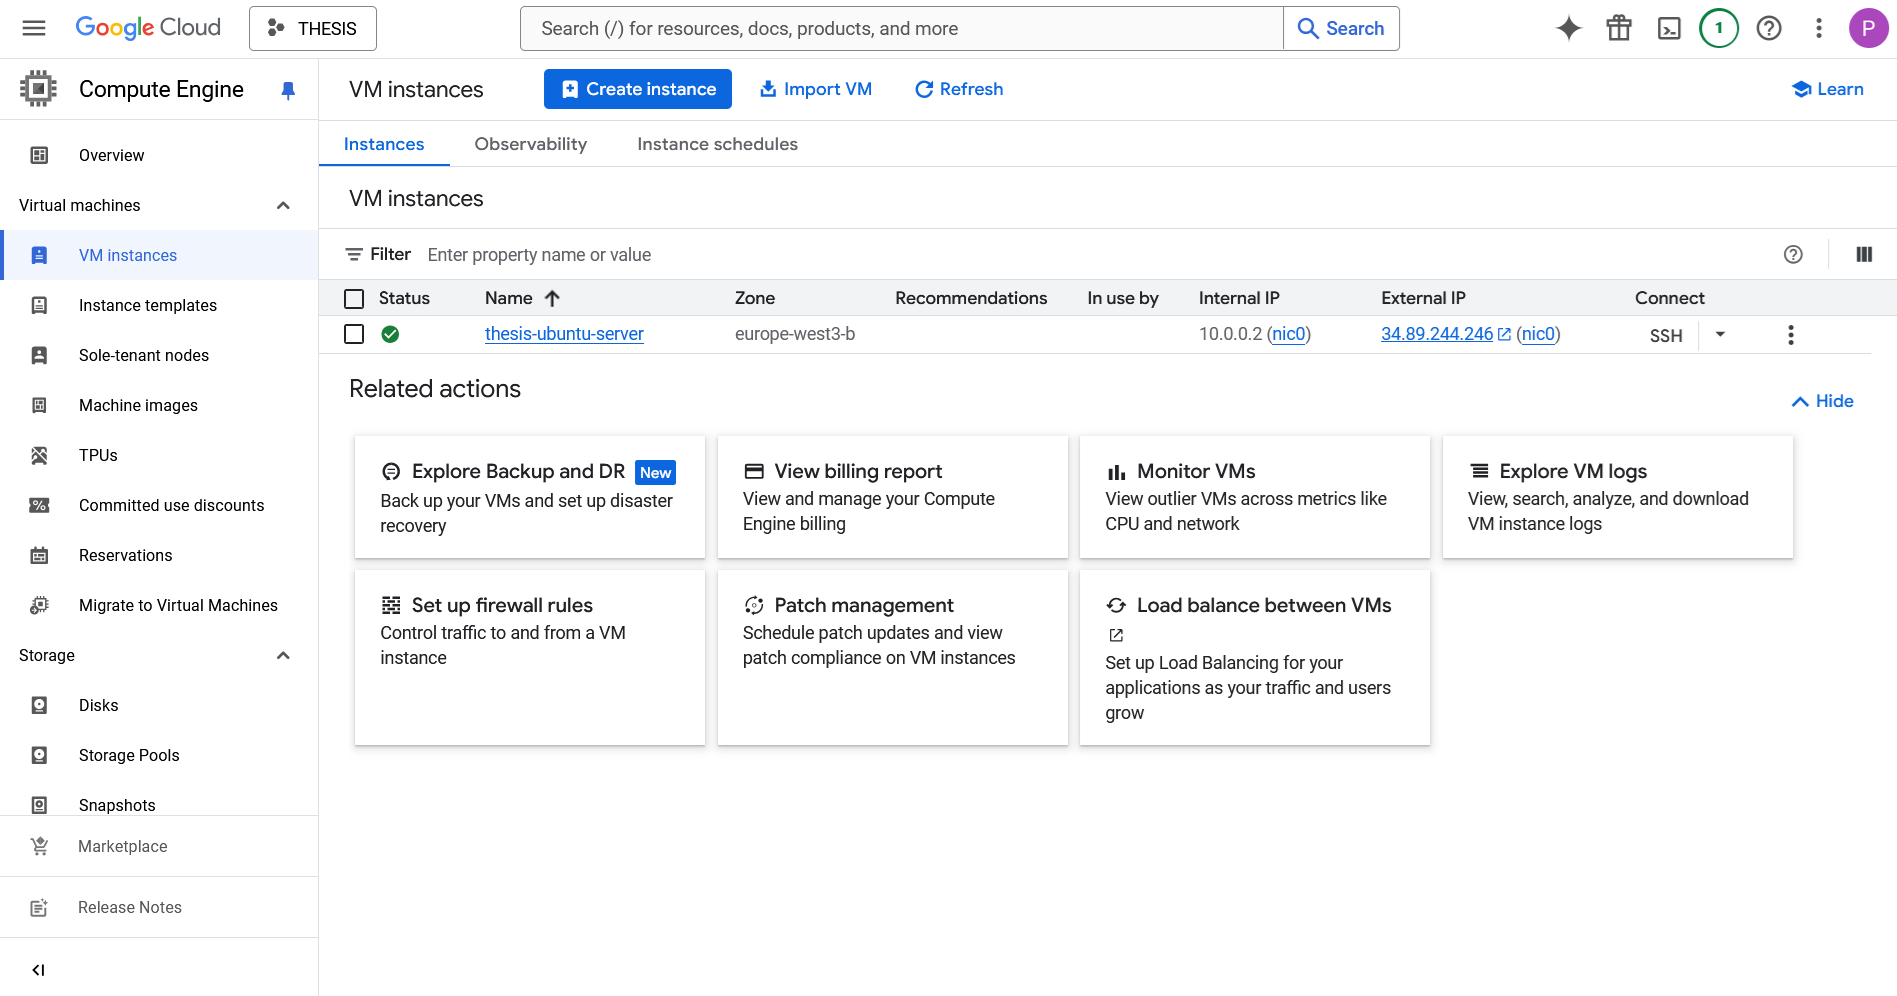 Google Cloud
THESIS
Search (/) for resources, docs, products, and more
Search
1
P
Compute Engine
VM instances
Create instance
Import VM
Refresh
Learn
Overview
Virtual machines
VM instances
Instance templates
Sole-tenant nodes
Machine images
TPUs
Committed use discounts
Reservations
Migrate to Virtual Machines
Storage
Disks
Storage Pools
Snapshots
Marketplace
Release Notes
Instances Observability Instance schedules
VM instances
Filter Enter property name or value
Status Name Zone Recommendations In use by Internal IP External IP Connect
thesis-ubuntu-server europe-west3-b 10.0.0.2 (nic0) 34.89.244.246 (nic0) SSH
Related actions
Hide
Explore Backup and DR New
Back up your VMs and set up disaster
recovery
View billing report
View and manage your Compute
Engine billing
Monitor VMs
View outlier VMs across metrics like
CPU and network
Explore VM logs
View, search, analyze, and download
VM instance logs
Set up firewall rules
Control traffic to and from a VM
instance
Patch management
Schedule patch updates and view
patch compliance on VM instances
Load balance between VMs
Set up Load Balancing for your
applications as your traffic and users
grow